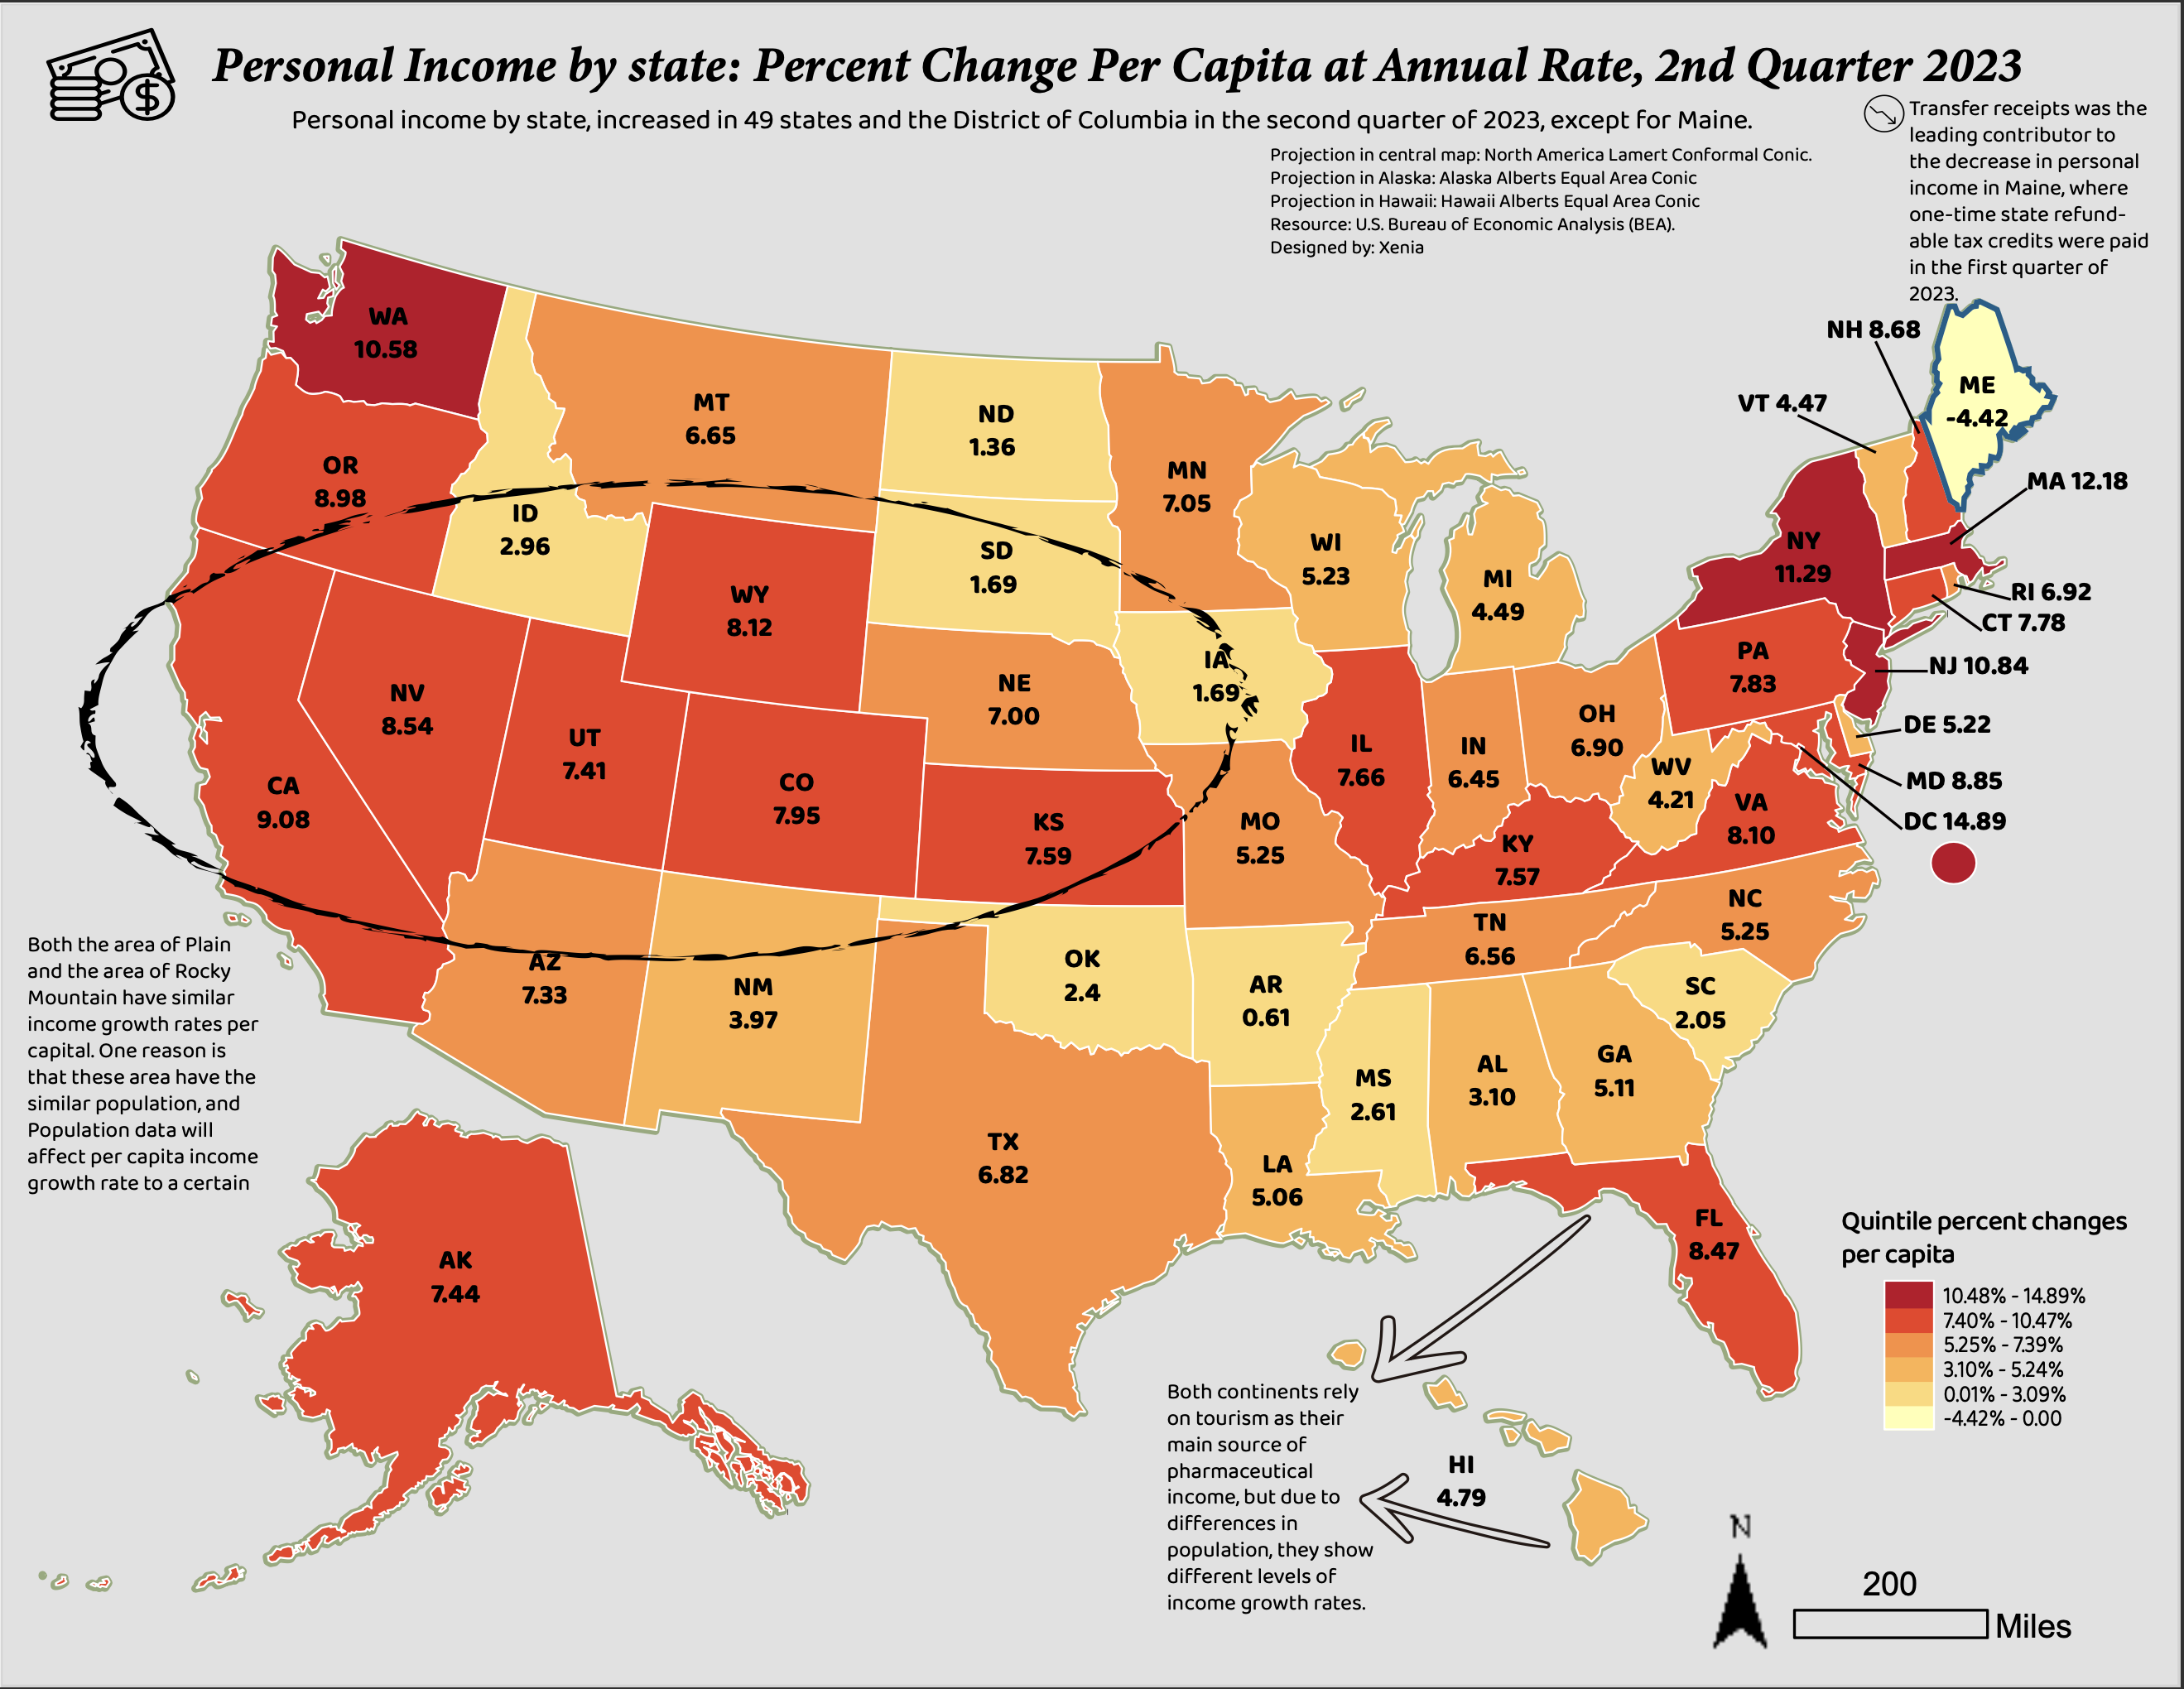 Personal Income by state: Percent Change Per Capita at Annual Rate, 2nd Quarter 2023
Personal income by state, increased in 49 states and the District of Columbia in the second quarter of 2023, except for Maine.
Transfer receipts was the
leading contributor to
the decrease in personal
income in Maine, where
one-time state refund-
able tax credits were paid
in the first quarter of
2023.
Projection in central map: North America Lamert Conformal Conic.
Projection in Alaska: Alaska Alberts Equal Area Conic
Projection in Hawaii: Hawaii Alberts Equal Area Conic
Resource: U.S. Bureau of Economic Analysis (BEA).
Designed by: Xenia
WA
10.58
OR
8.98
ID
2.96
MT
6.65
ND
1.36
SD
1.69
MN
7.05
WI
5.23
MI
4.49
WY
8.12
NE
7.00
IA
1.69
NV
8.54
UT
7.41
CO
7.95
CA
9.08
KS
7.59
MO
5.25
IL
7.66
IN
6.45
OH
6.90
WV
4.21
KY
7.57
VA
8.10
PA
7.83
NY
11.29
NH 8.68
VT 4.47
ME
-4.42
MA 12.18
RI 6.92
CT 7.78
NJ 10.84
DE 5.22
MD 8.85
DC 14.89
NC
5.25
TN
6.56
SC
2.05
AZ
7.33
NM
3.97
OK
2.4
AR
0.61
MS
2.61
AL
3.10
GA
5.11
TX
6.82
LA
5.06
FL
8.47
AK
7.44
HI
4.79
Both the area of Plain
and the area of Rocky
Mountain have similar
income growth rates per
capital. One reason is
that these area have the
similar population, and
Population data will
affect per capita income
growth rate to a certain
Both continents rely
on tourism as their
main source of
pharmaceutical
income, but due to
differences in
population, they show
different levels of
income growth rates.
Quintile percent changes
per capita
10.48% - 14.89%
7.40% - 10.47%
5.25% - 7.39%
3.10% - 5.24%
0.01% - 3.09%
-4.42% - 0.00
N
200
Miles
$